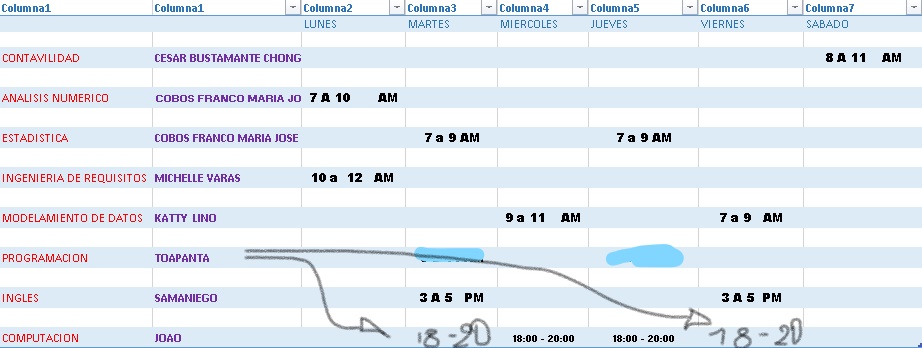 Columna1 Columna1 Columna2 Columna3 Columna4 Columna5 Columna6 Columna7
LUNES MARTES MIERCOLES JUEVES VIERNES SABADO
CONTAVILIDAD CESAR BUSTAMANTE CHONG 8 A 11 AM
ANALISIS NUMERICO COBOS FRANCO MARIA JO 7 A 10 AM
ESTADISTICA COBOS FRANCO MARIA JOSE 7 a 9 AM 7 a 9 AM
INGENIERIA DE REQUISITOS MICHELLE VARAS 10 a 12 AM
MODELAMIENTO DE DATOS KATTY LINO 9 a 11 AM 7 a 9 AM
PROGRAMACION TOAPANTA
INGLES SAMANIEGO 3 A 5 PM 3 A 5 PM
COMPUTACION JOAO 18-20 18:00 - 20:00 18:00 - 20:00 18-20